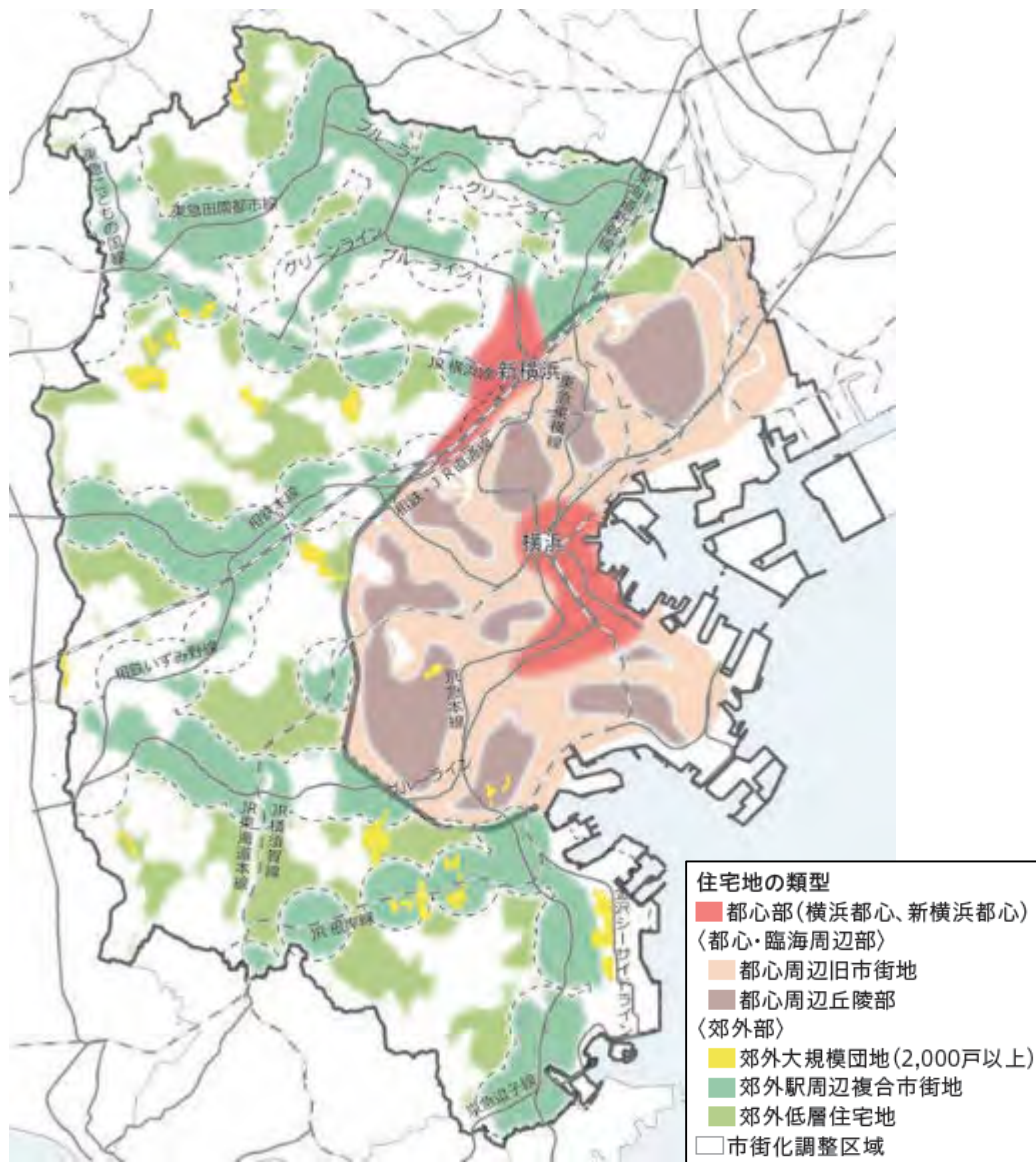 ブルーライン
東急こどもの国線
東急田園都市線
グリーンライン
グリーンライン
ブルーライン
JR 横浜線
新横浜
東急東横線
相鉄・JR直通線
相鉄本線
横浜
相鉄いずみ野線
京急本線
ブルーライン
JR東海道本線
JR横須賀線
JR 根岸線
シーサイドライン
京急逗子線
住宅地の類型
都心部(横浜都心、新横浜都心)
〈都心・臨海周辺部〉
都心周辺旧市街地
都心周辺丘陵部
〈郊外部〉
郊外大規模団地(2,000戸以上)
郊外駅周辺複合市街地
郊外低層住宅地
市街化調整区域